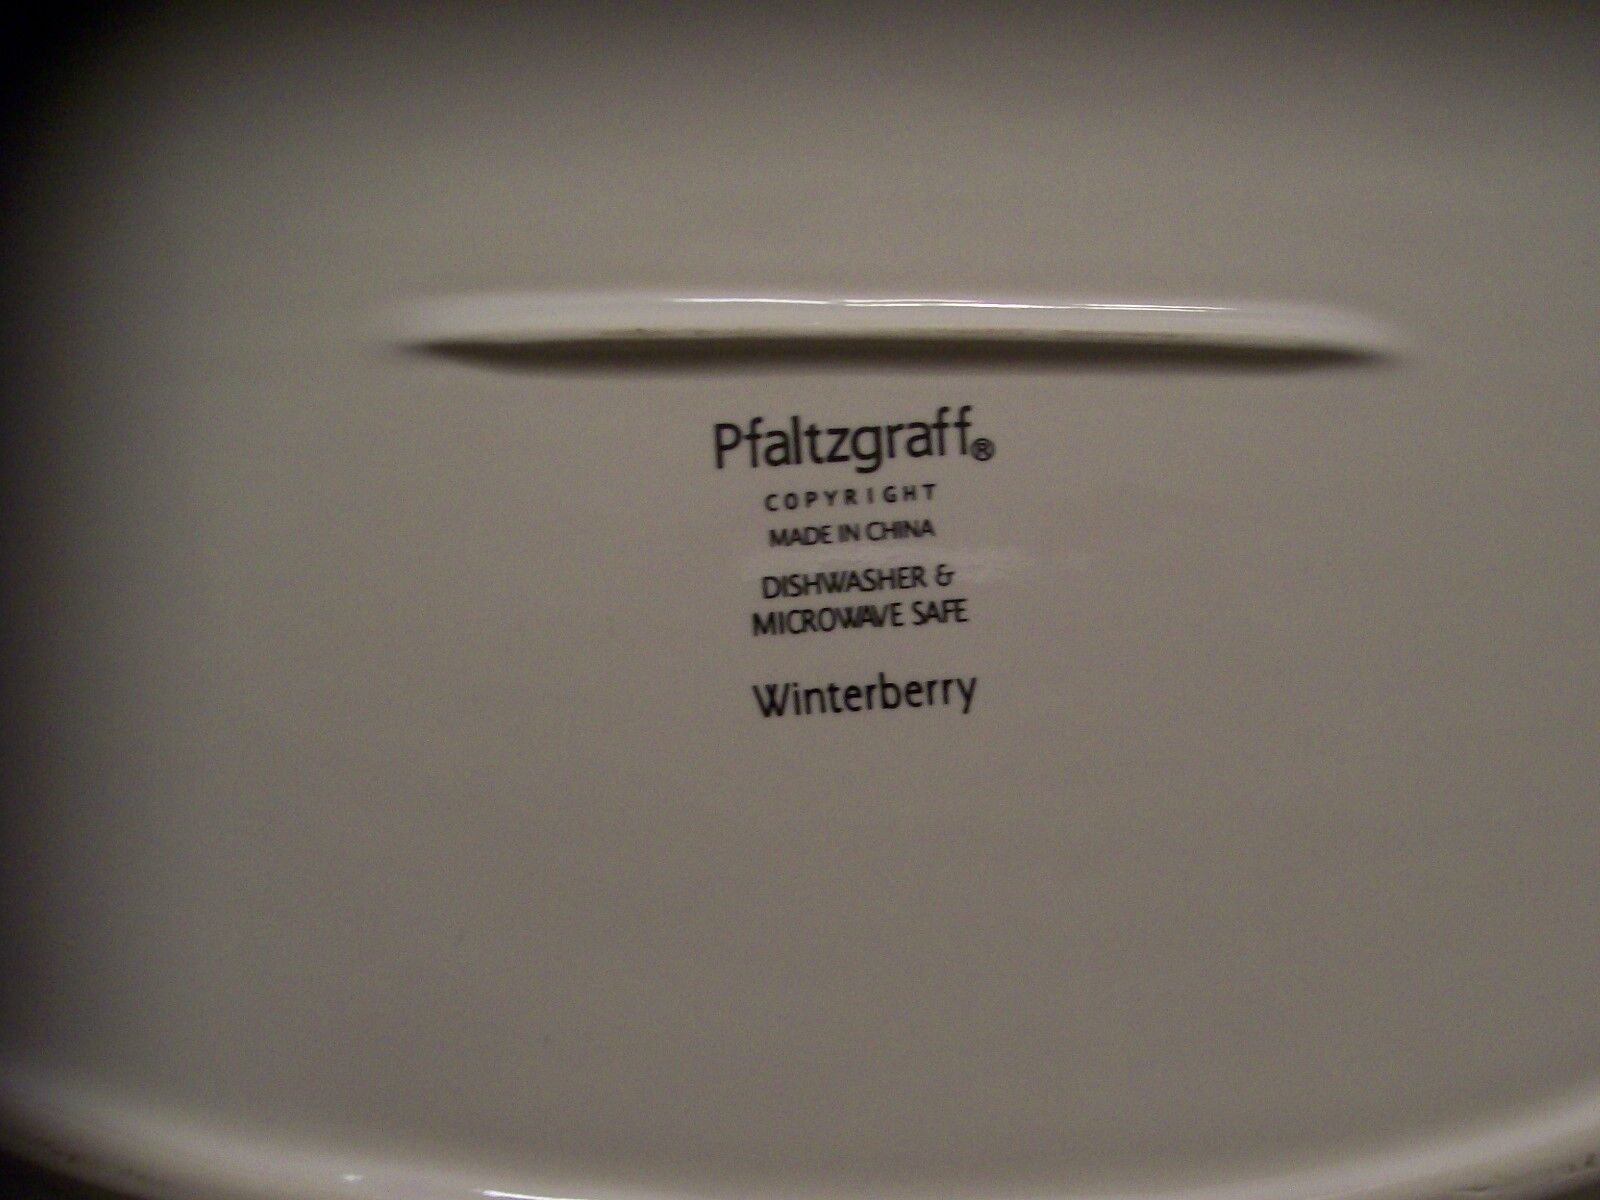 Pfaltzgraff®
COPYRIGHT
MADE IN CHINA
DISHWASHER &
MICROWAVE SAFE
Winterberry